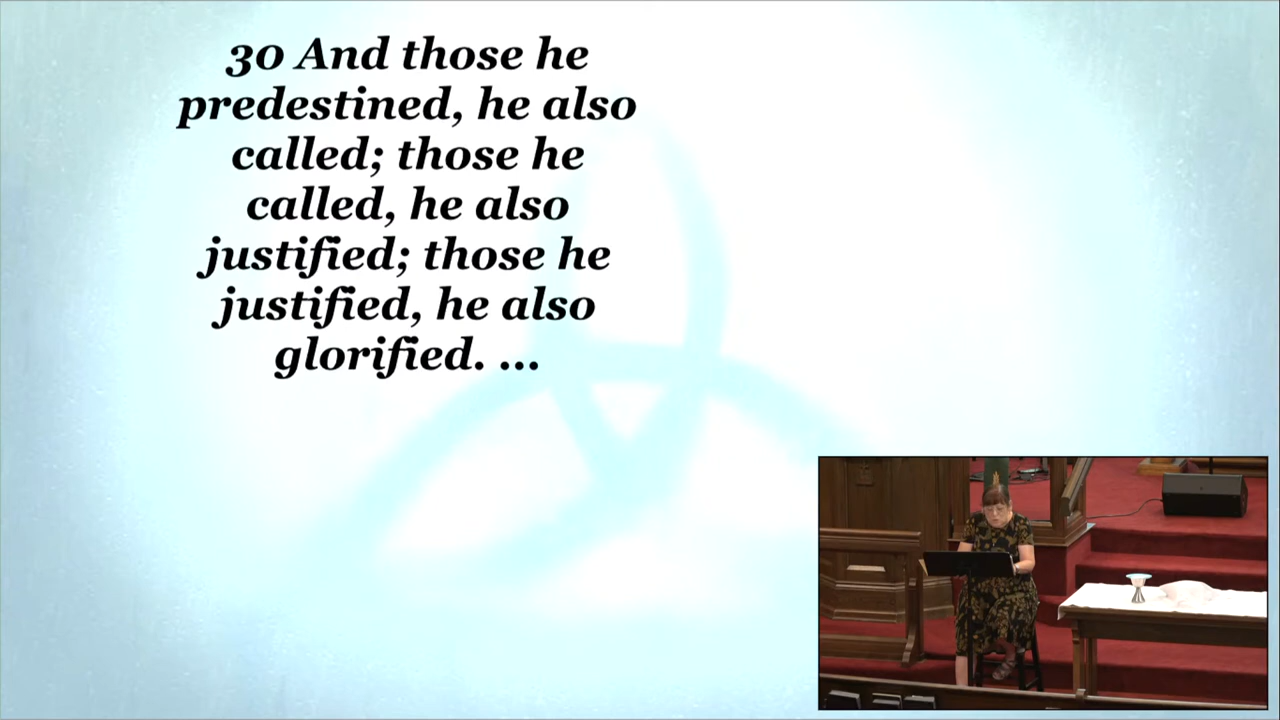 30 And those he
predestined, he also
called; those he
called, he also
justified; those he
justified, he also
glorified. ...